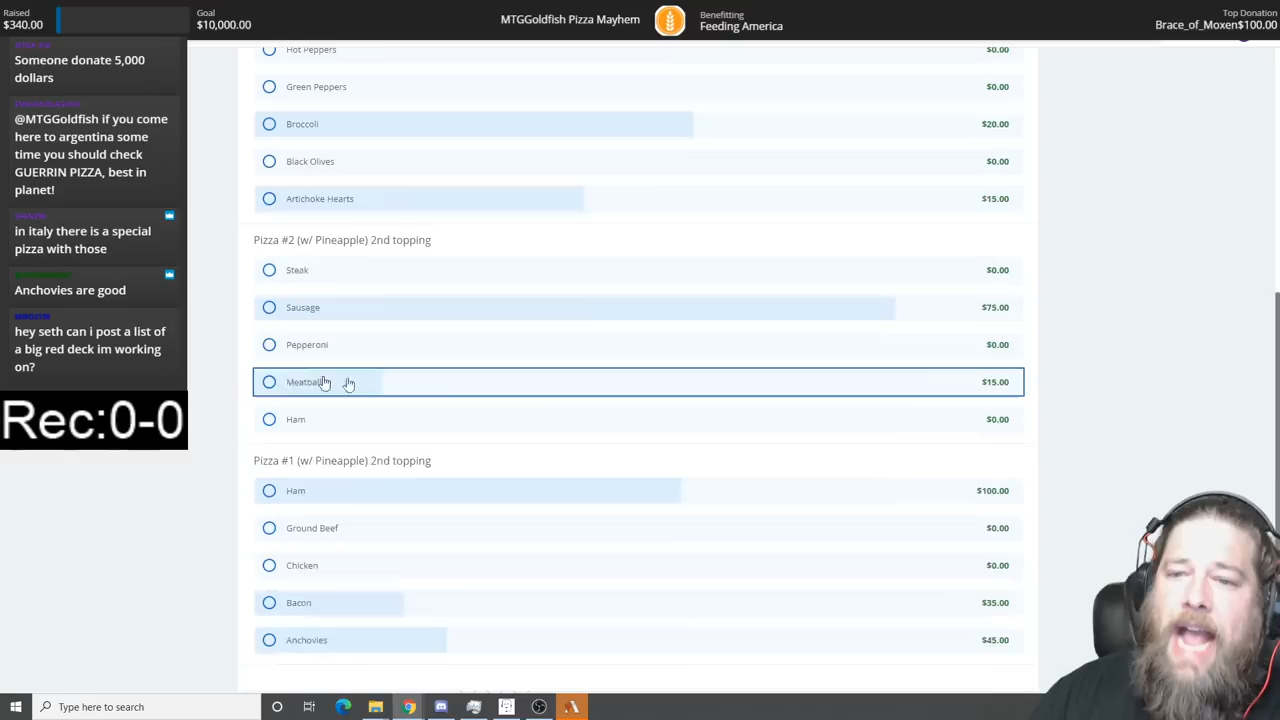 Raised
$340.00
Goal
$10,000.00
MTGGoldfish Pizza Mayhem
Benefitting
Feeding America
Top Donation
Brace_of_Moxen$100.00
Someone donate 5,000
dollars
@MTGGoldfish if you come
here to argentina some
time you should check
GUERRIN PIZZA, best in
planet!
in italy there is a special
pizza with those
Anchovies are good
hey seth can i post a list of
a big red deck im working
on?
Rec:0-0
Hot Peppers $0.00
Green Peppers $0.00
Broccoli $20.00
Black Olives $0.00
Artichoke Hearts $15.00
Pizza #2 (w/ Pineapple) 2nd topping
Steak $0.00
Sausage $75.00
Pepperoni $0.00
Meatball $15.00
Ham $0.00
Pizza #1 (w/ Pineapple) 2nd topping
Ham $100.00
Ground Beef $0.00
Chicken $0.00
Bacon $35.00
Anchovies $45.00
Type here to search